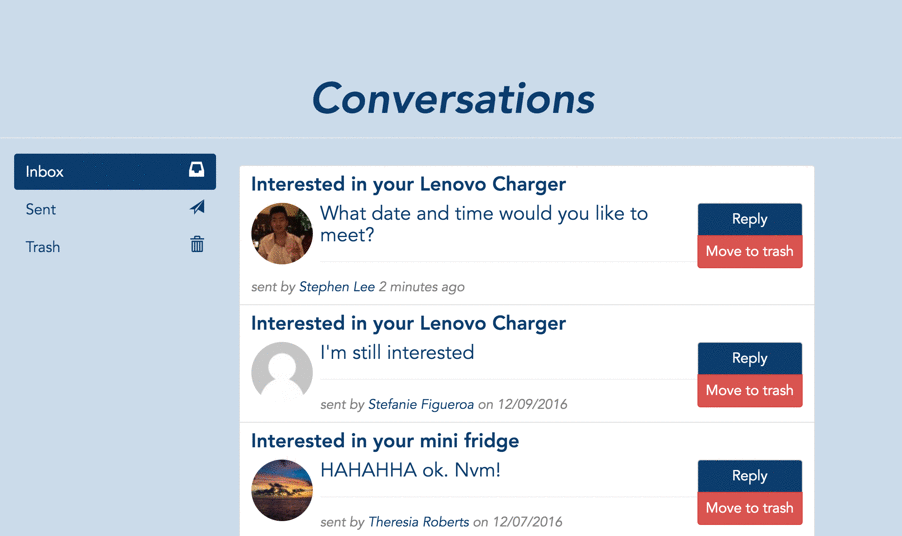 Conversations
Inbox
Sent
Trash
Interested in your Lenovo Charger
What date and time would you like to
meet?
Reply
Move to trash
sent by Stephen Lee 2 minutes ago
Interested in your Lenovo Charger
I'm still interested
Reply
Move to trash
sent by Stefanie Figueroa on 12/09/2016
Interested in your mini fridge
HAHAHHA ok. Nvm!
Reply
Move to trash
sent by Theresia Roberts on 12/07/2016